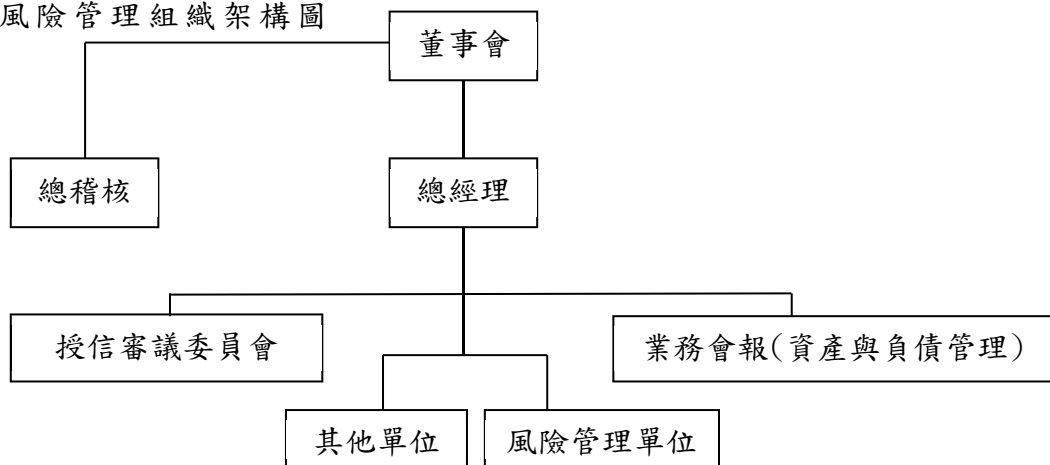 風險管理組織架構圖
董事會
總稽核
總經理
授信審議委員會
業務會報(資產與負債管理)
其他單位
風險管理單位